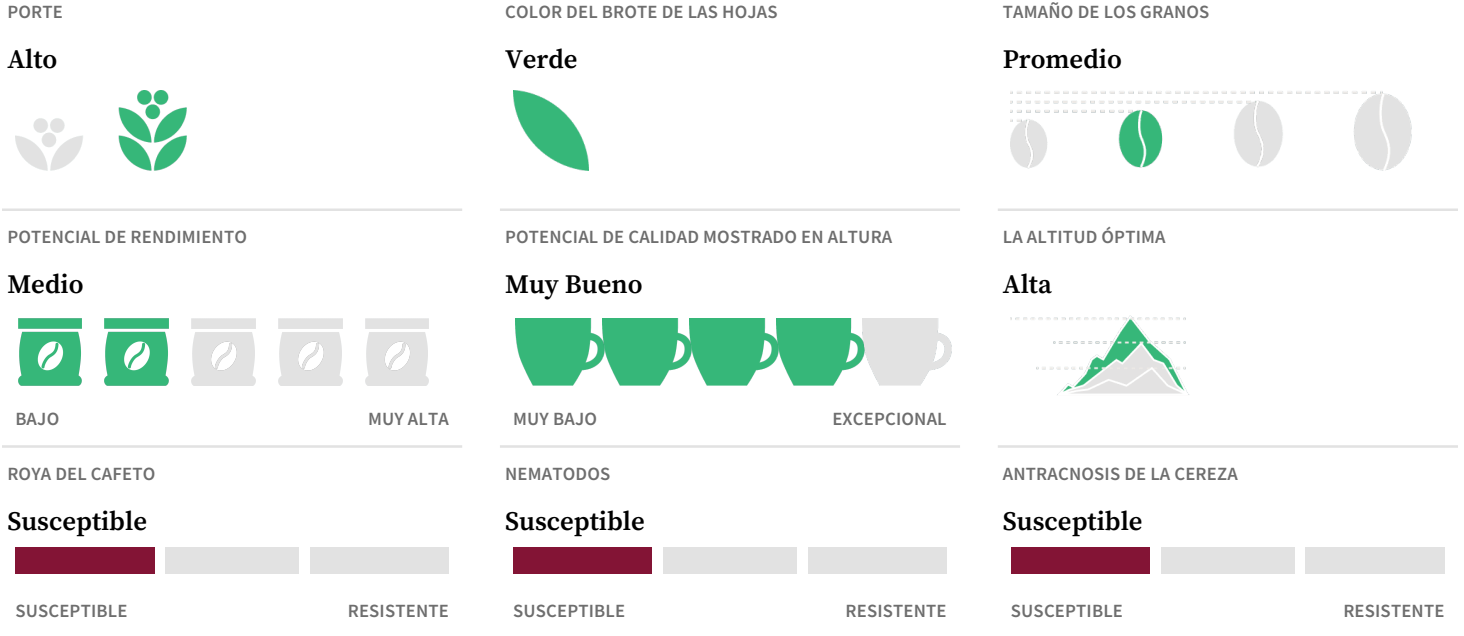 PORTE
Alto
COLOR DEL BROTE DE LAS HOJAS
Verde
TAMAÑO DE LOS GRANOS
Promedio
POTENCIAL DE RENDIMIENTO
Medio
BAJO
MUY ALTA
POTENCIAL DE CALIDAD MOSTRADO EN ALTURA
Muy Bueno
MUY BAJO
EXCEPCIONAL
LA ALTITUD ÓPTIMA
Alta
ROYA DEL CAFETO
Susceptible
SUSCEPTIBLE
RESISTENTE
NEMATODOS
Susceptible
SUSCEPTIBLE
RESISTENTE
ANTRACNOSIS DE LA CEREZA
Susceptible
SUSCEPTIBLE
RESISTENTE